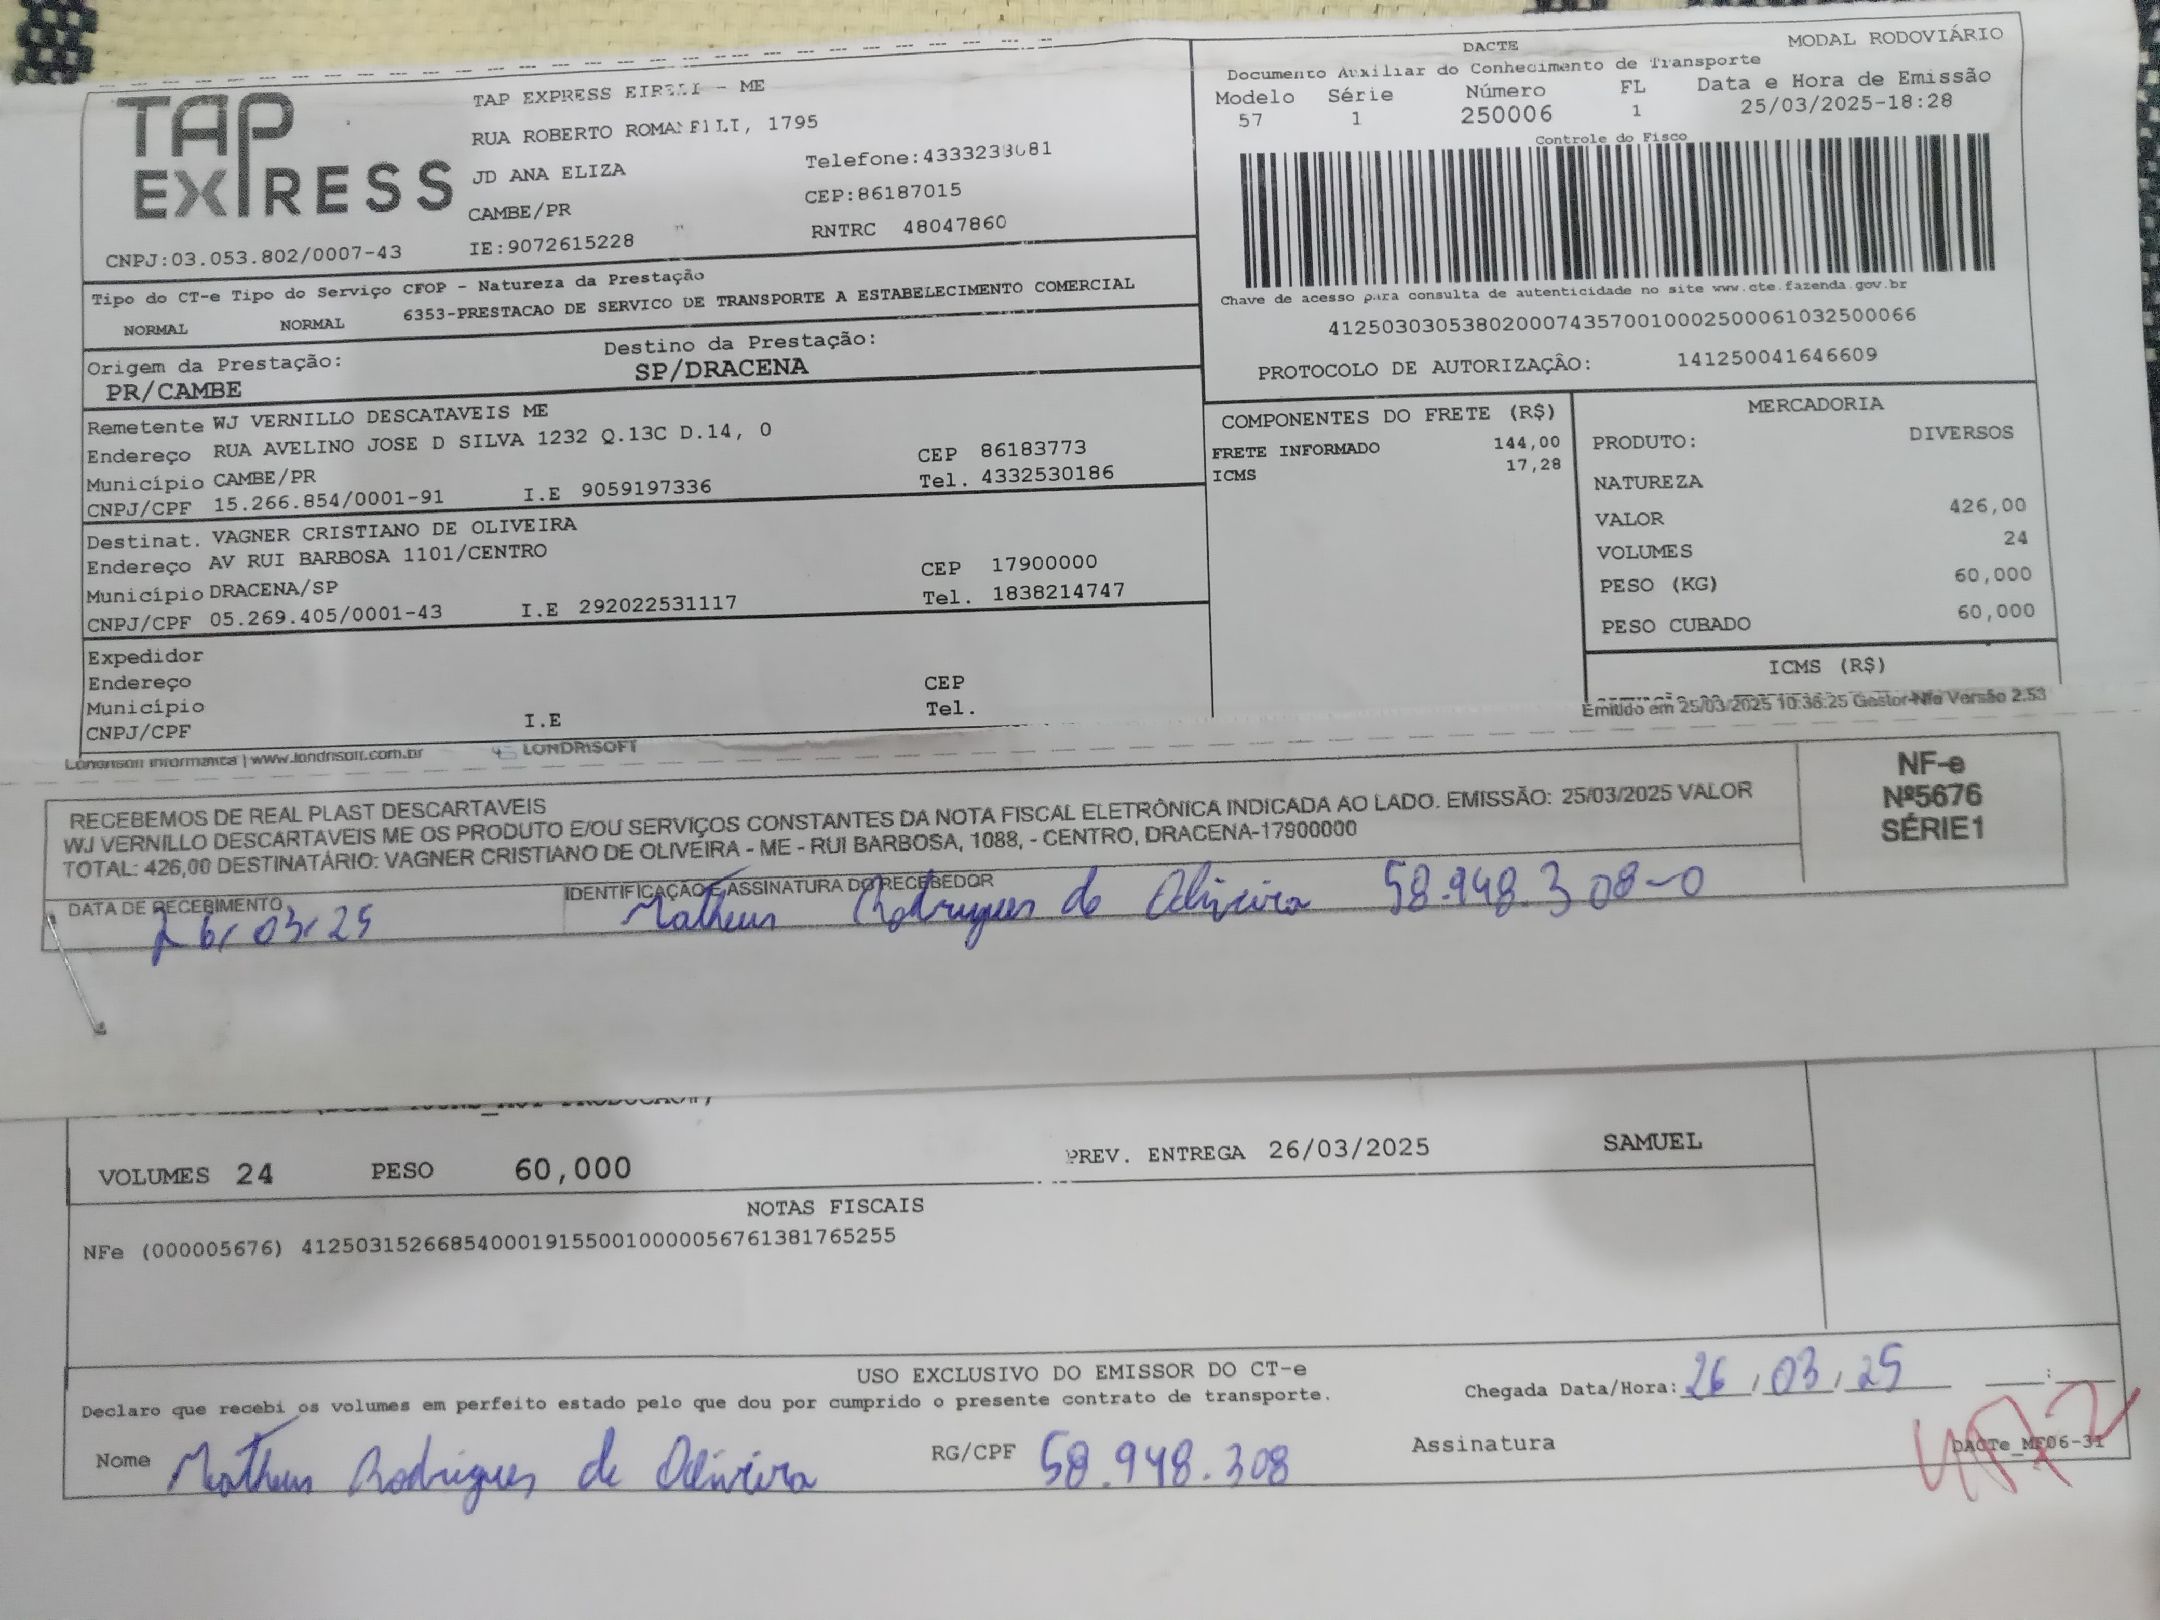 TAP
EXPRESS
TAP EXPRESS EIRELI - ME
RUA ROBERTO 1795
JD ANA ELIZA
Telefone:
CAMBE/PR
CEP:86187015
CNPJ:03.053.802/0007-43
IE:9072615228
RNTRC 48047860
DACTE
MODAL RODOVIÁRIO
Documento Auxiliar do Conhecimento de Transporte
Modelo Série Número FL Data e Hora de Emissão
57 1 250006 1 25/03/2025-18:28
Controle do Fisco
Chave de acesso para consulta de autenticidade no site www.cte.fazenda.gov.br
41250303053802000743570010002500061032500066
PROTOCOLO DE AUTORIZAÇÃO: 141250041646609
Tipo do CT-e Tipo do Serviço CFOP - Natureza da Prestação
NORMAL NORMAL 6353-PRESTACAO DE SERVICO DE TRANSPORTE A ESTABELECIMENTO COMERCIAL
Origem da Prestação: Destino da Prestação:
PR/CAMBE SP/DRACENA
Remetente WJ VERNILLO DESCATAVEIS ME
Endereço RUA AVELINO JOSE D SILVA 1232 Q.13C D.14, 0 CEP 86183773
Município CAMBE/PR Tel. 4332530186
CNPJ/CPF 15.266.854/0001-91 I.E 9059197336
Destinat. VAGNER CRISTIANO DE OLIVEIRA
Endereço AV RUI BARBOSA 1101/CENTRO CEP 17900000
Município DRACENA/SP Tel. 1838214747
CNPJ/CPF 05.269.405/0001-43 I.E 292022531117
Expedidor
Endereço CEP
Município Tel.
CNPJ/CPF I.E
COMPONENTES DO FRETE (R$)
FRETE INFORMADO 144,00
ICMS 17,28
MERCADORIA
PRODUTO: DIVERSOS
NATUREZA
VALOR 426,00
VOLUMES 24
PESO (KG) 60,000
PESO CUBADO 60,000
ICMS (R$)
Emitido em 25/03/2025 10:36:25 Gestor-Nfe Versão 2.53
Londrisoft Informatica | www.londrisoft.com.br LONDRISOFT
RECEBEMOS DE REAL PLAST DESCARTAVEIS
WJ VERNILLO DESCARTAVEIS ME OS PRODUTO E/OU SERVIÇOS CONSTANTES DA NOTA FISCAL ELETRÔNICA INDICADA AO LADO. EMISSÃO: 25/03/2025 VALOR
TOTAL: 426,00 DESTINATÁRIO: VAGNER CRISTIANO DE OLIVEIRA - ME - RUI BARBOSA, 1088, - CENTRO, DRACENA-17900000
NF-e
Nº5676
SÉRIE1
DATA DE RECEBIMENTO IDENTIFICAÇÃO E ASSINATURA DO RECEBEDOR
26/03/25 Matheus Rodrigues de Oliveira 58.948.308-0
VOLUMES 24 PESO 60,000 PREV. ENTREGA 26/03/2025 SAMUEL
NOTAS FISCAIS
NFe (000005676) 41250315266854000191550010000056761381765255
USO EXCLUSIVO DO EMISSOR DO CT-e
Declaro que recebi os volumes em perfeito estado pelo que dou por cumprido o presente contrato de transporte.
Chegada Data/Hora: 26/03/25 __:__
Nome Matheus Rodrigues de Oliveira RG/CPF 58.948.308 Assinatura
DACTe_MF06-31